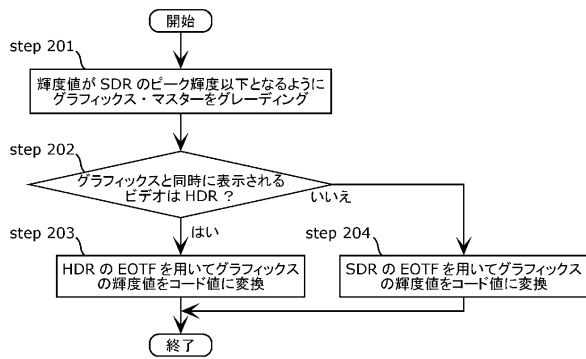 開始
step 201
輝度値が SDR のピーク輝度以下となるように
グラフィックス・マスターをグレーディング
step 202
グラフィックスと同時に表示される
ビデオは HDR ?
いいえ
はい
step 203
HDR の EOTF を用いてグラフィックス
の輝度値をコード値に変換
step 204
SDR の EOTF を用いてグラフィックス
の輝度値をコード値に変換
終了